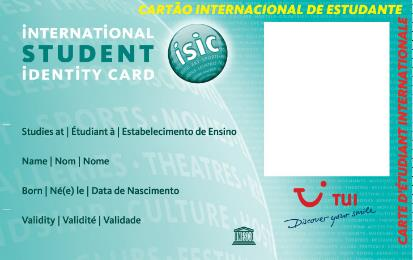 CARTÃO INTERNACIONAL DE ESTUDANTE
iNTERNATiONAL
STUDENT
iDENTiTY CARD
isic
Studies at | Étudiant à | Estabelecimento de Ensino
Name | Nom | Nome
Born | Né(e) le | Data de Nascimento
Validity | Validité | Validade
TUI
Discover your smile
CARTE D'ÉTUDIANT INTERNATIONALE
SPORTS · MOVI
THEATRES
CULTURE